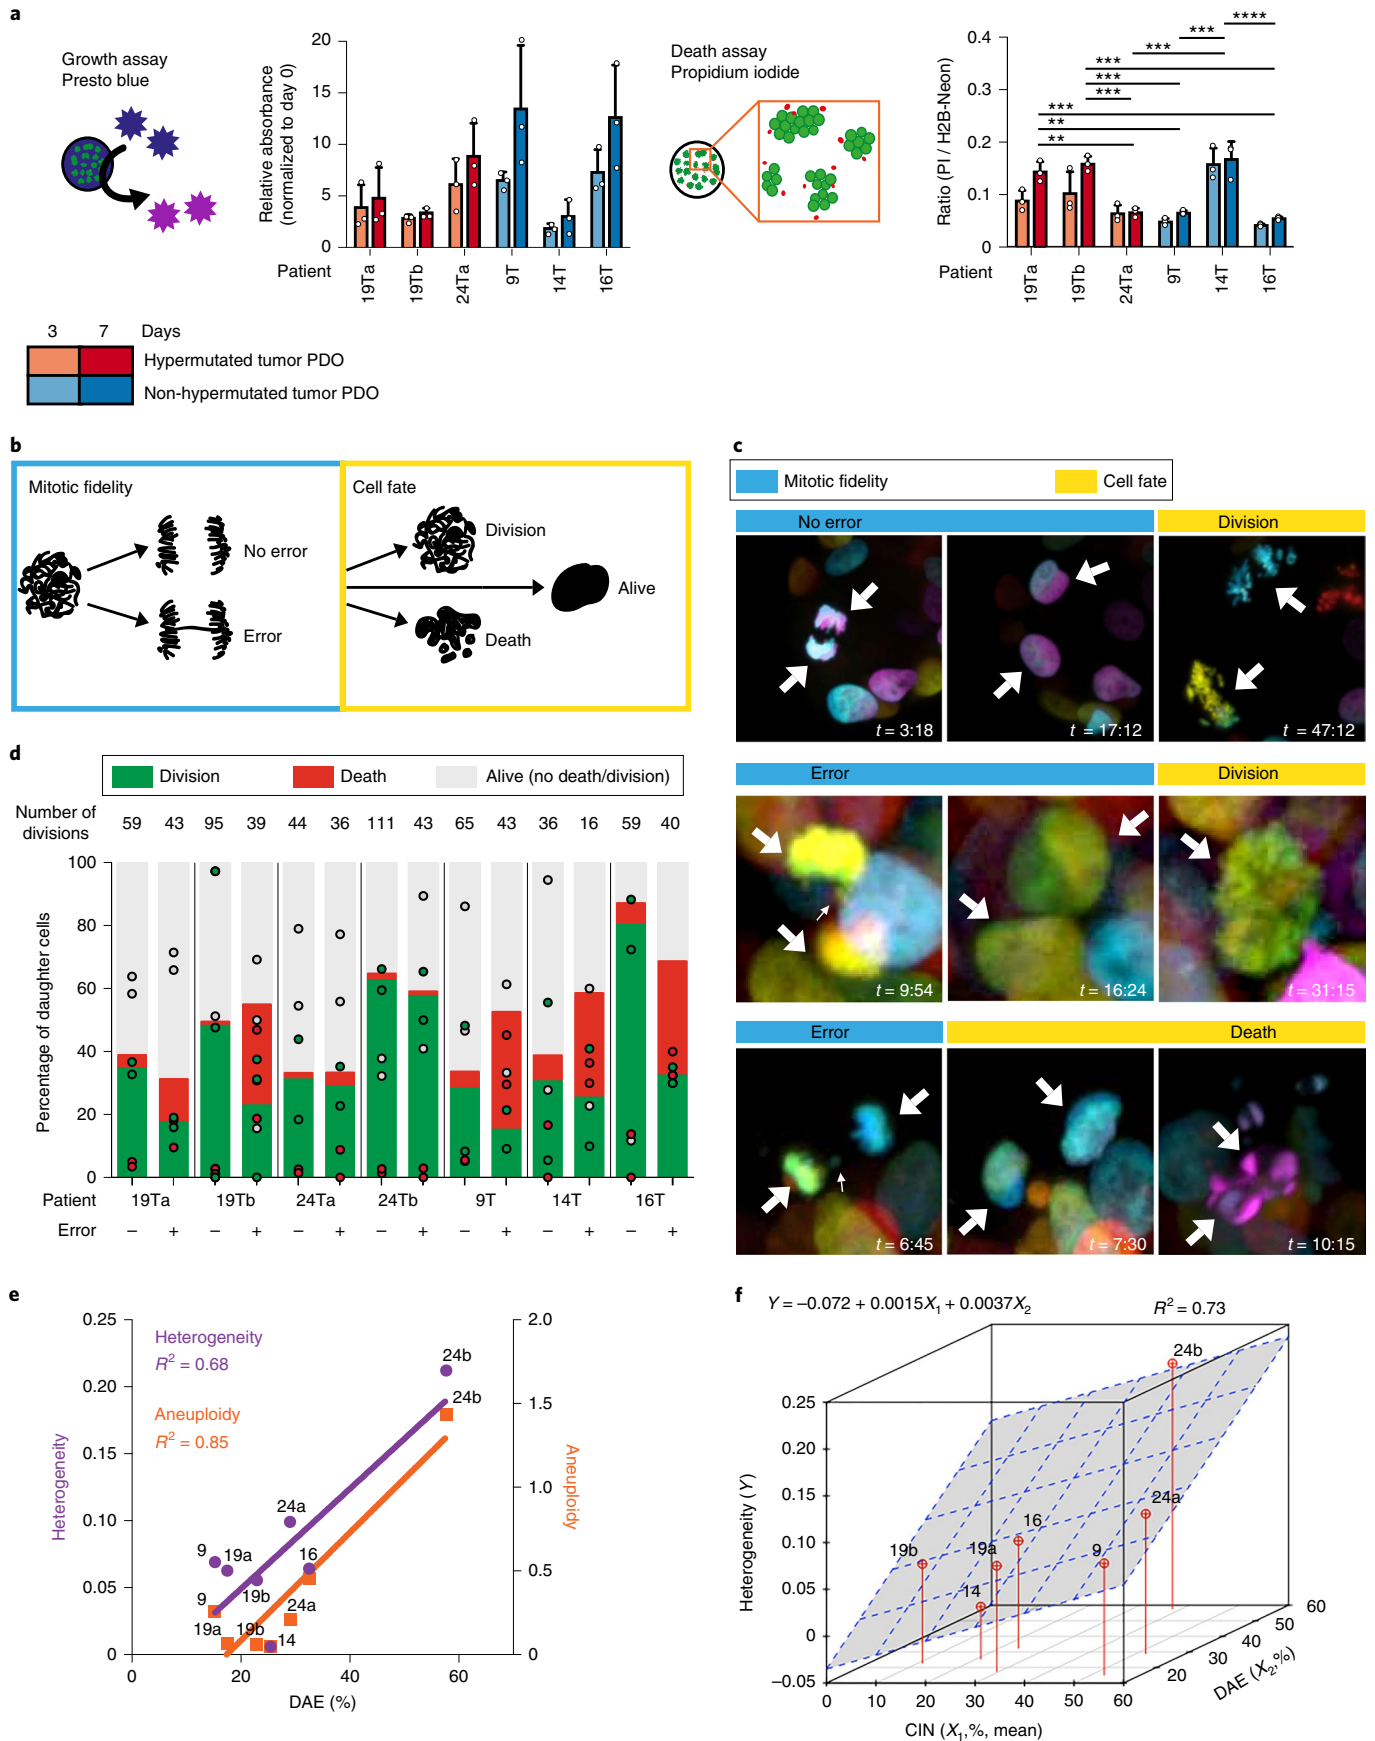 a
Growth assay
Presto blue
Relative absorbance
(normalized to day 0)
20
15
10
5
0
Patient
19Ta
19Tb
24Ta
9T
14T
16T
Death assay
Propidium iodide
Ratio (PI / H2B-Neon)
0.4
0.3
0.2
0.1
0
**
**
***
***
***
***
***
***
****
Patient
19Ta
19Tb
24Ta
9T
14T
16T
3 7 Days
Hypermutated tumor PDO
Non-hypermutated tumor PDO
b
Mitotic fidelity
Cell fate
No error
Error
Division
Alive
Death
c
Mitotic fidelity
Cell fate
No error
Division
t = 3:18
t = 17:12
t = 47:12
Error
Division
t = 9:54
t = 16:24
t = 31:15
Error
Death
t = 6:45
t = 7:30
t = 10:15
d
Division
Death
Alive (no death/division)
Number of
divisions
59 43 95 39 44 36 111 43 65 43 36 16 59 40
Percentage of daughter cells
100
80
60
40
20
0
Patient 19Ta 19Tb 24Ta 24Tb 9T 14T 16T
Error − + − + − + − + − + − + − +
e
Heterogeneity
R² = 0.68
Aneuploidy
R² = 0.85
Heterogeneity
0.25
0.20
0.15
0.10
0.05
0
Aneuploidy
2.0
1.5
1.0
0.5
0
24b
24b
24a
9
19a
16
19b
9
24a
19a
19b
14
0 20 40 60
DAE (%)
f
Y = −0.072 + 0.0015X₁ + 0.0037X₂
R² = 0.73
Heterogeneity (Y)
0.25
0.20
0.15
0.10
0.05
0
−0.05
24b
24a
16
19b
19a
9
14
0 10 20 30 40 50 60
CIN (X₁,%, mean)
20
30
40
50
60
DAE (X₂,%)